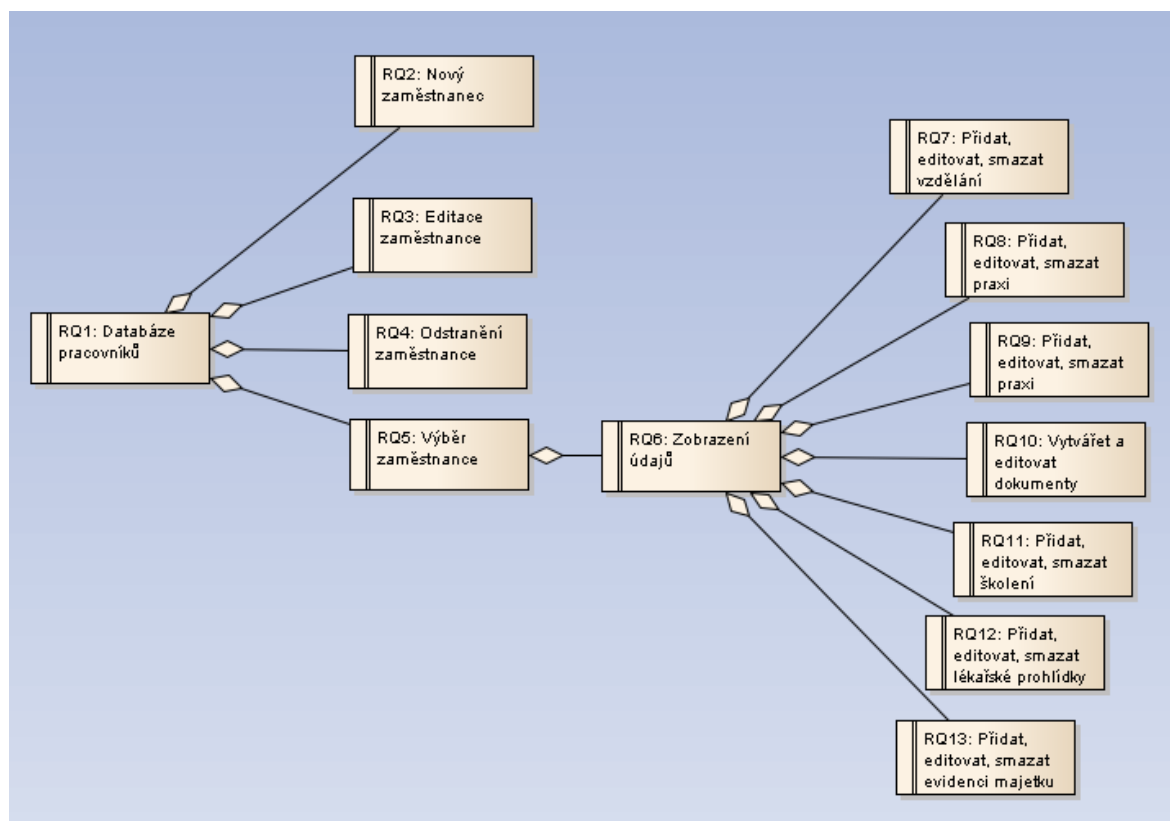 RQ2: Nový
zaměstnanec
RQ3: Editace
zaměstnance
RQ1: Databáze
pracovníků
RQ4: Odstranění
zaměstnance
RQ5: Výběr
zaměstnance
RQ6: Zobrazení
údajů
RQ7: Přidat,
editovat, smazat
vzdělání
RQ8: Přidat,
editovat, smazat
praxi
RQ9: Přidat,
editovat, smazat
praxi
RQ10: Vytvářet a
editovat
dokumenty
RQ11: Přidat,
editovat, smazat
školení
RQ12: Přidat,
editovat, smazat
lékařské prohlídky
RQ13: Přidat,
editovat, smazat
evidenci majetku